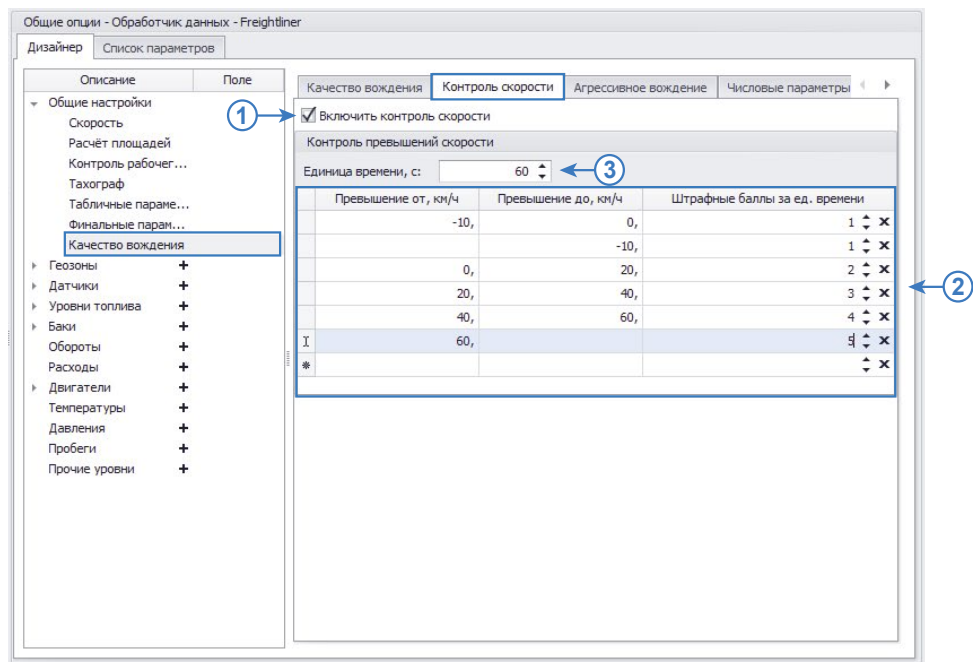 Общие опции - Обработчик данных - Freightliner
Дизайнер Список параметров
Описание Поле
Общие настройки
Скорость
Расчёт площадей
Контроль рабочег...
Тахограф
Табличные параме...
Финальные парам...
Качество вождения
Геозоны +
Датчики +
Уровни топлива +
Баки +
Обороты +
Расходы +
Двигатели +
Температуры +
Давления +
Пробеги +
Прочие уровни +
Качество вождения Контроль скорости Агрессивное вождение Числовые параметры
1 Включить контроль скорости
Контроль превышений скорости
Единица времени, с: 60 3
Превышение от, км/ч Превышение до, км/ч Штрафные баллы за ед. времени
-10, 0, 1
-10, 1
0, 20, 2
2
20, 40, 3
40, 60, 4
60, 5